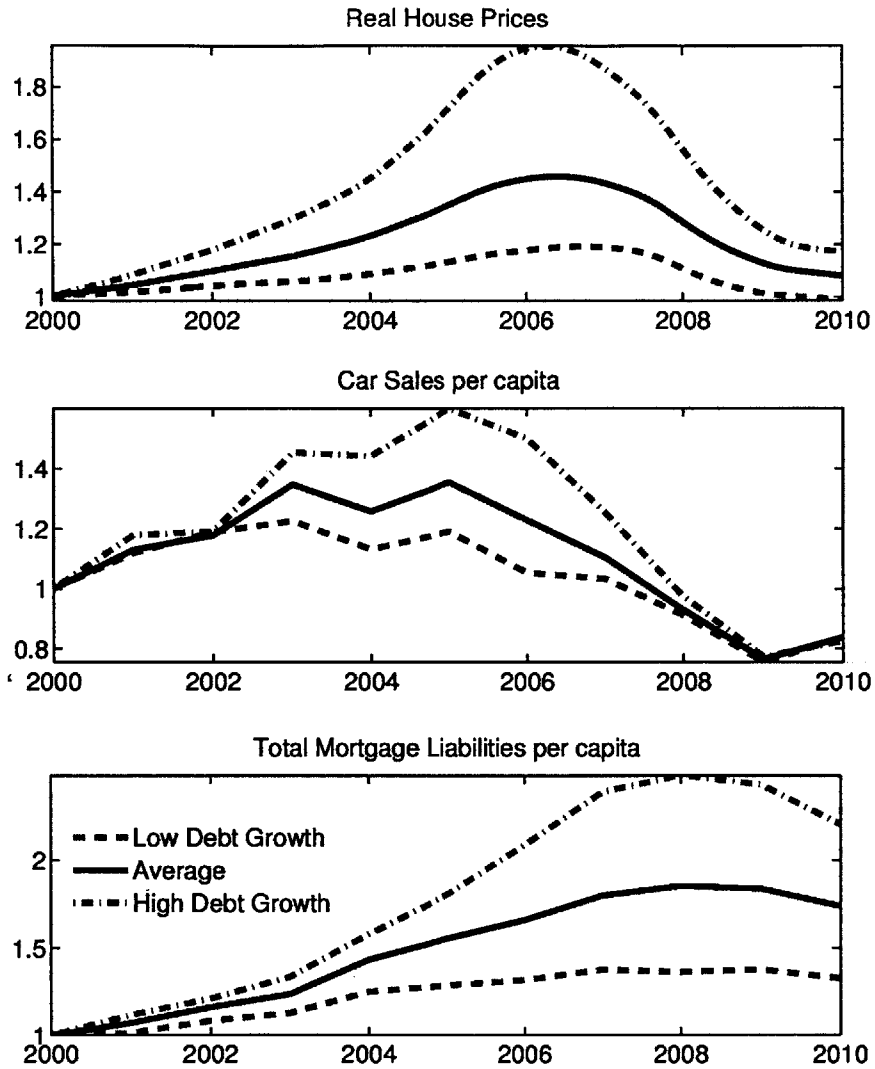 Real House Prices
1.8
1.6
1.4
1.2
1
2000 2002 2004 2006 2008 2010
Car Sales per capita
1.4
1.2
1
0.8
2000 2002 2004 2006 2008 2010
Total Mortgage Liabilities per capita
Low Debt Growth
2
Average
High Debt Growth
1.5
1
2000 2002 2004 2006 2008 2010